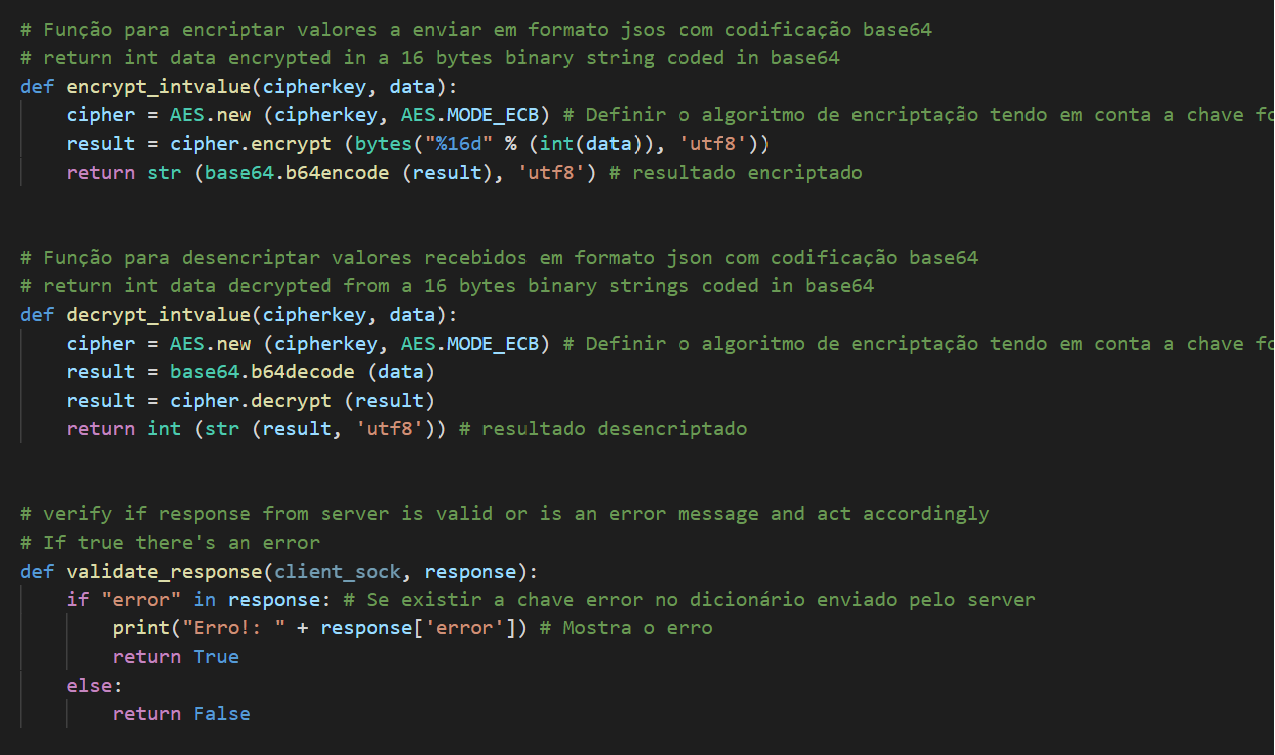 # Função para encriptar valores a enviar em formato jsos com codificação base64
# return int data encrypted in a 16 bytes binary string coded in base64
def encrypt_intvalue(cipherkey, data):
    cipher = AES.new (cipherkey, AES.MODE_ECB) # Definir o algoritmo de encriptação tendo em conta a chave fo
    result = cipher.encrypt (bytes("%16d" % (int(data)), 'utf8'))
    return str (base64.b64encode (result), 'utf8') # resultado encriptado
# Função para desencriptar valores recebidos em formato json com codificação base64
# return int data decrypted from a 16 bytes binary strings coded in base64
def decrypt_intvalue(cipherkey, data):
    cipher = AES.new (cipherkey, AES.MODE_ECB) # Definir o algoritmo de encriptação tendo em conta a chave fo
    result = base64.b64decode (data)
    result = cipher.decrypt (result)
    return int (str (result, 'utf8')) # resultado desencriptado
# verify if response from server is valid or is an error message and act accordingly
# If true there's an error
def validate_response(client_sock, response):
    if "error" in response: # Se existir a chave error no dicionário enviado pelo server
        print("Erro!: " + response['error']) # Mostra o erro
        return True
    else:
        return False